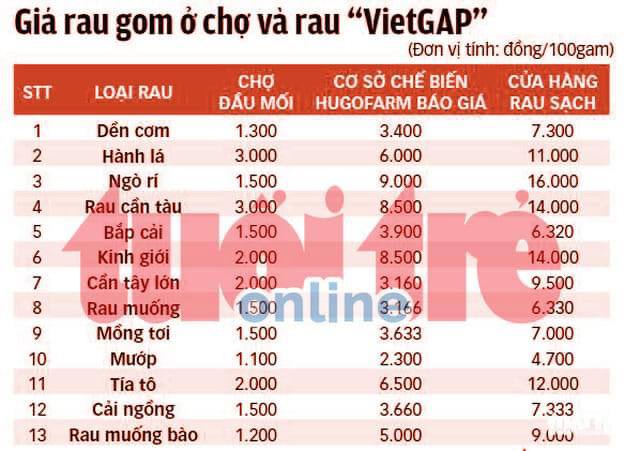 Giá rau gom ở chợ và rau “VietGAP”
(Đơn vị tính: đồng/100gam)
STT LOẠI RAU CHỢ ĐẦU MỐI CƠ SỞ CHẾ BIẾN HUGOFARM BÁO GIÁ CỬA HÀNG RAU SẠCH
1 Dền cơm 1.300 3.400 7.300
2 Hành lá 3.000 6.000 11.000
3 Ngò rí 1.500 9.000 16.000
4 Rau cần tàu 3.000 8.500 14.000
5 Bắp cải 1.500 3.900 6.320
6 Kinh giới 2.000 8.500 14.000
7 Cần tây lớn 2.000 3.160 9.500
8 Rau muống 1.500 3.166 6.330
9 Mồng tơi 1.500 3.633 7.000
10 Mướp 1.100 2.300 4.700
11 Tía tô 2.000 6.500 12.000
12 Cải ngồng 1.500 3.660 7.333
13 Rau muống bào 1.200 5.000 9.000
tuổi trẻ
online